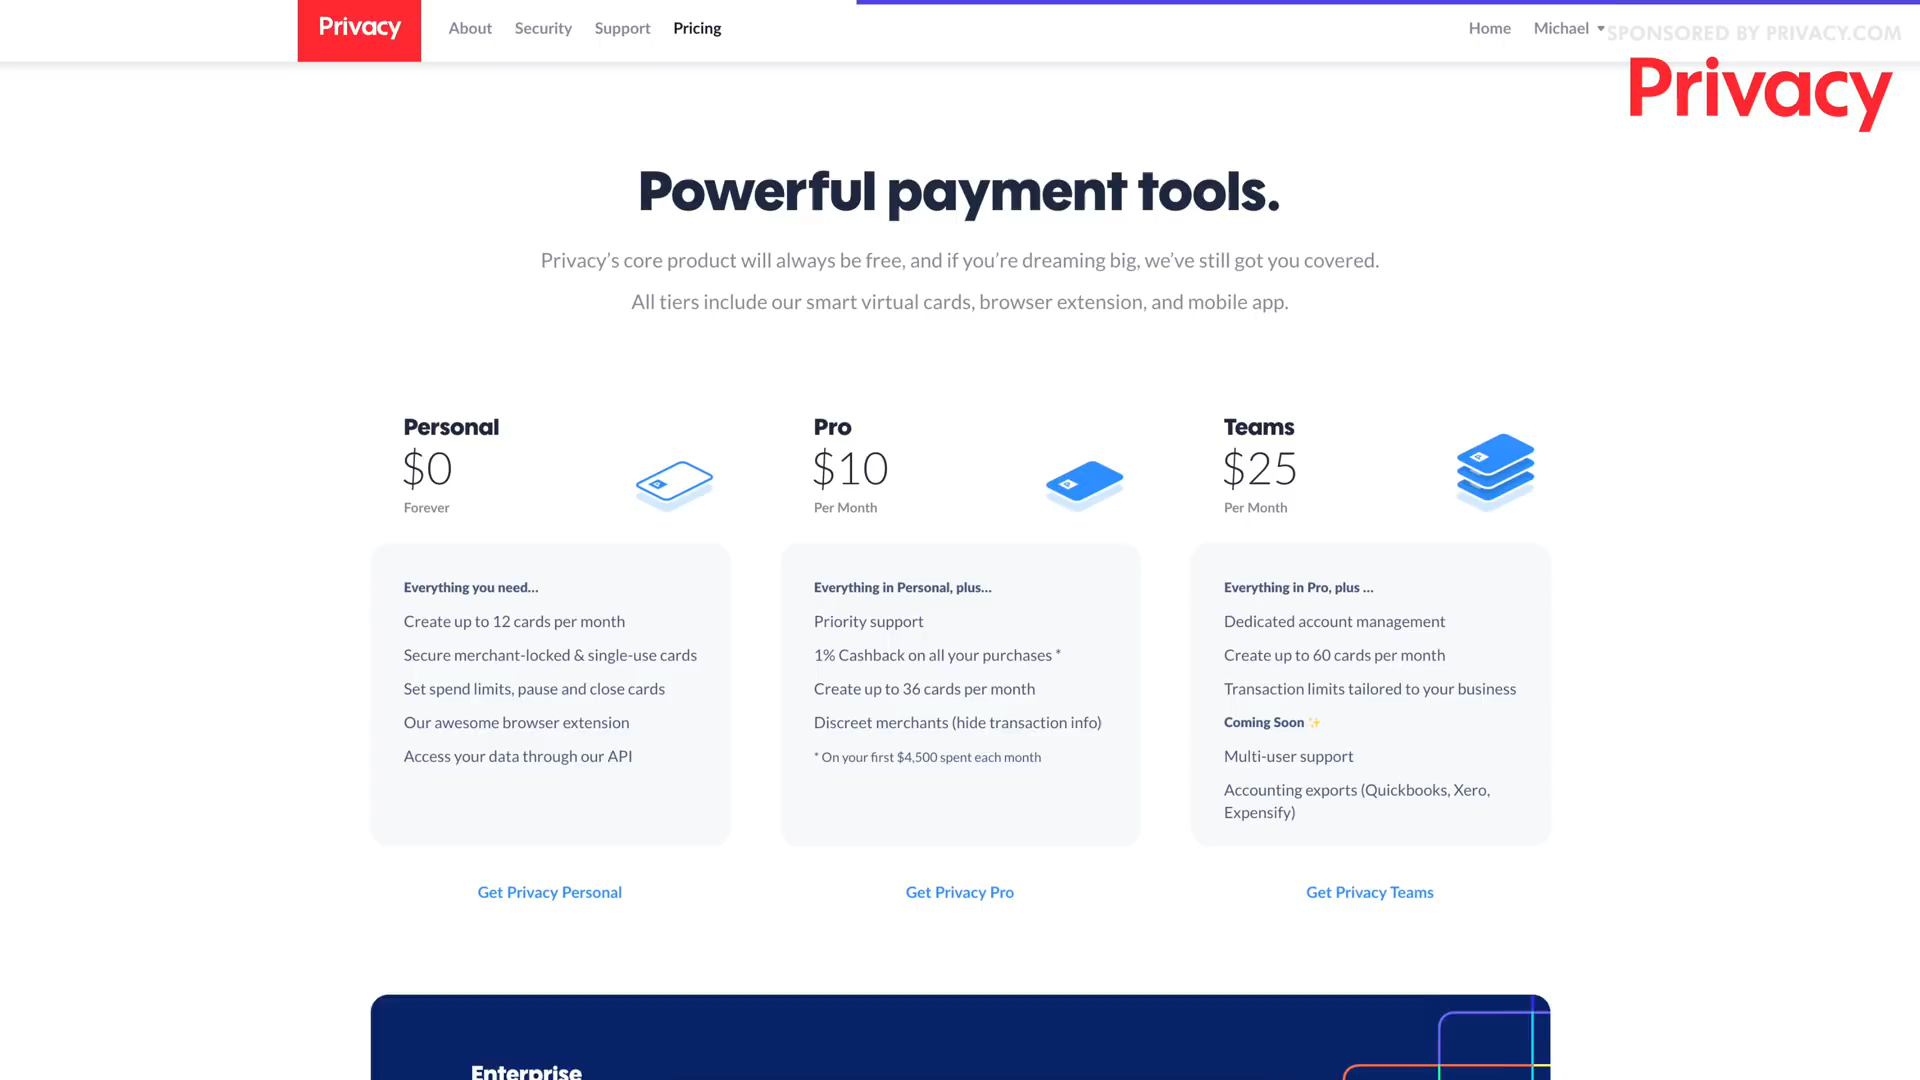 Privacy
About
Security
Support
Pricing
Home
Michael
SPONSORED BY PRIVACY.COM
Privacy
Powerful payment tools.
Privacy’s core product will always be free, and if you’re dreaming big, we’ve still got you covered.
All tiers include our smart virtual cards, browser extension, and mobile app.
Personal
$0
Forever
Everything you need...
Create up to 12 cards per month
Secure merchant-locked & single-use cards
Set spend limits, pause and close cards
Our awesome browser extension
Access your data through our API
Get Privacy Personal
Pro
$10
Per Month
Everything in Personal, plus...
Priority support
1% Cashback on all your purchases *
Create up to 36 cards per month
Discreet merchants (hide transaction info)
* On your first $4,500 spent each month
Get Privacy Pro
Teams
$25
Per Month
Everything in Pro, plus ...
Dedicated account management
Create up to 60 cards per month
Transaction limits tailored to your business
Coming Soon ✨
Multi-user support
Accounting exports (Quickbooks, Xero,
Expensify)
Get Privacy Teams
Enterprise